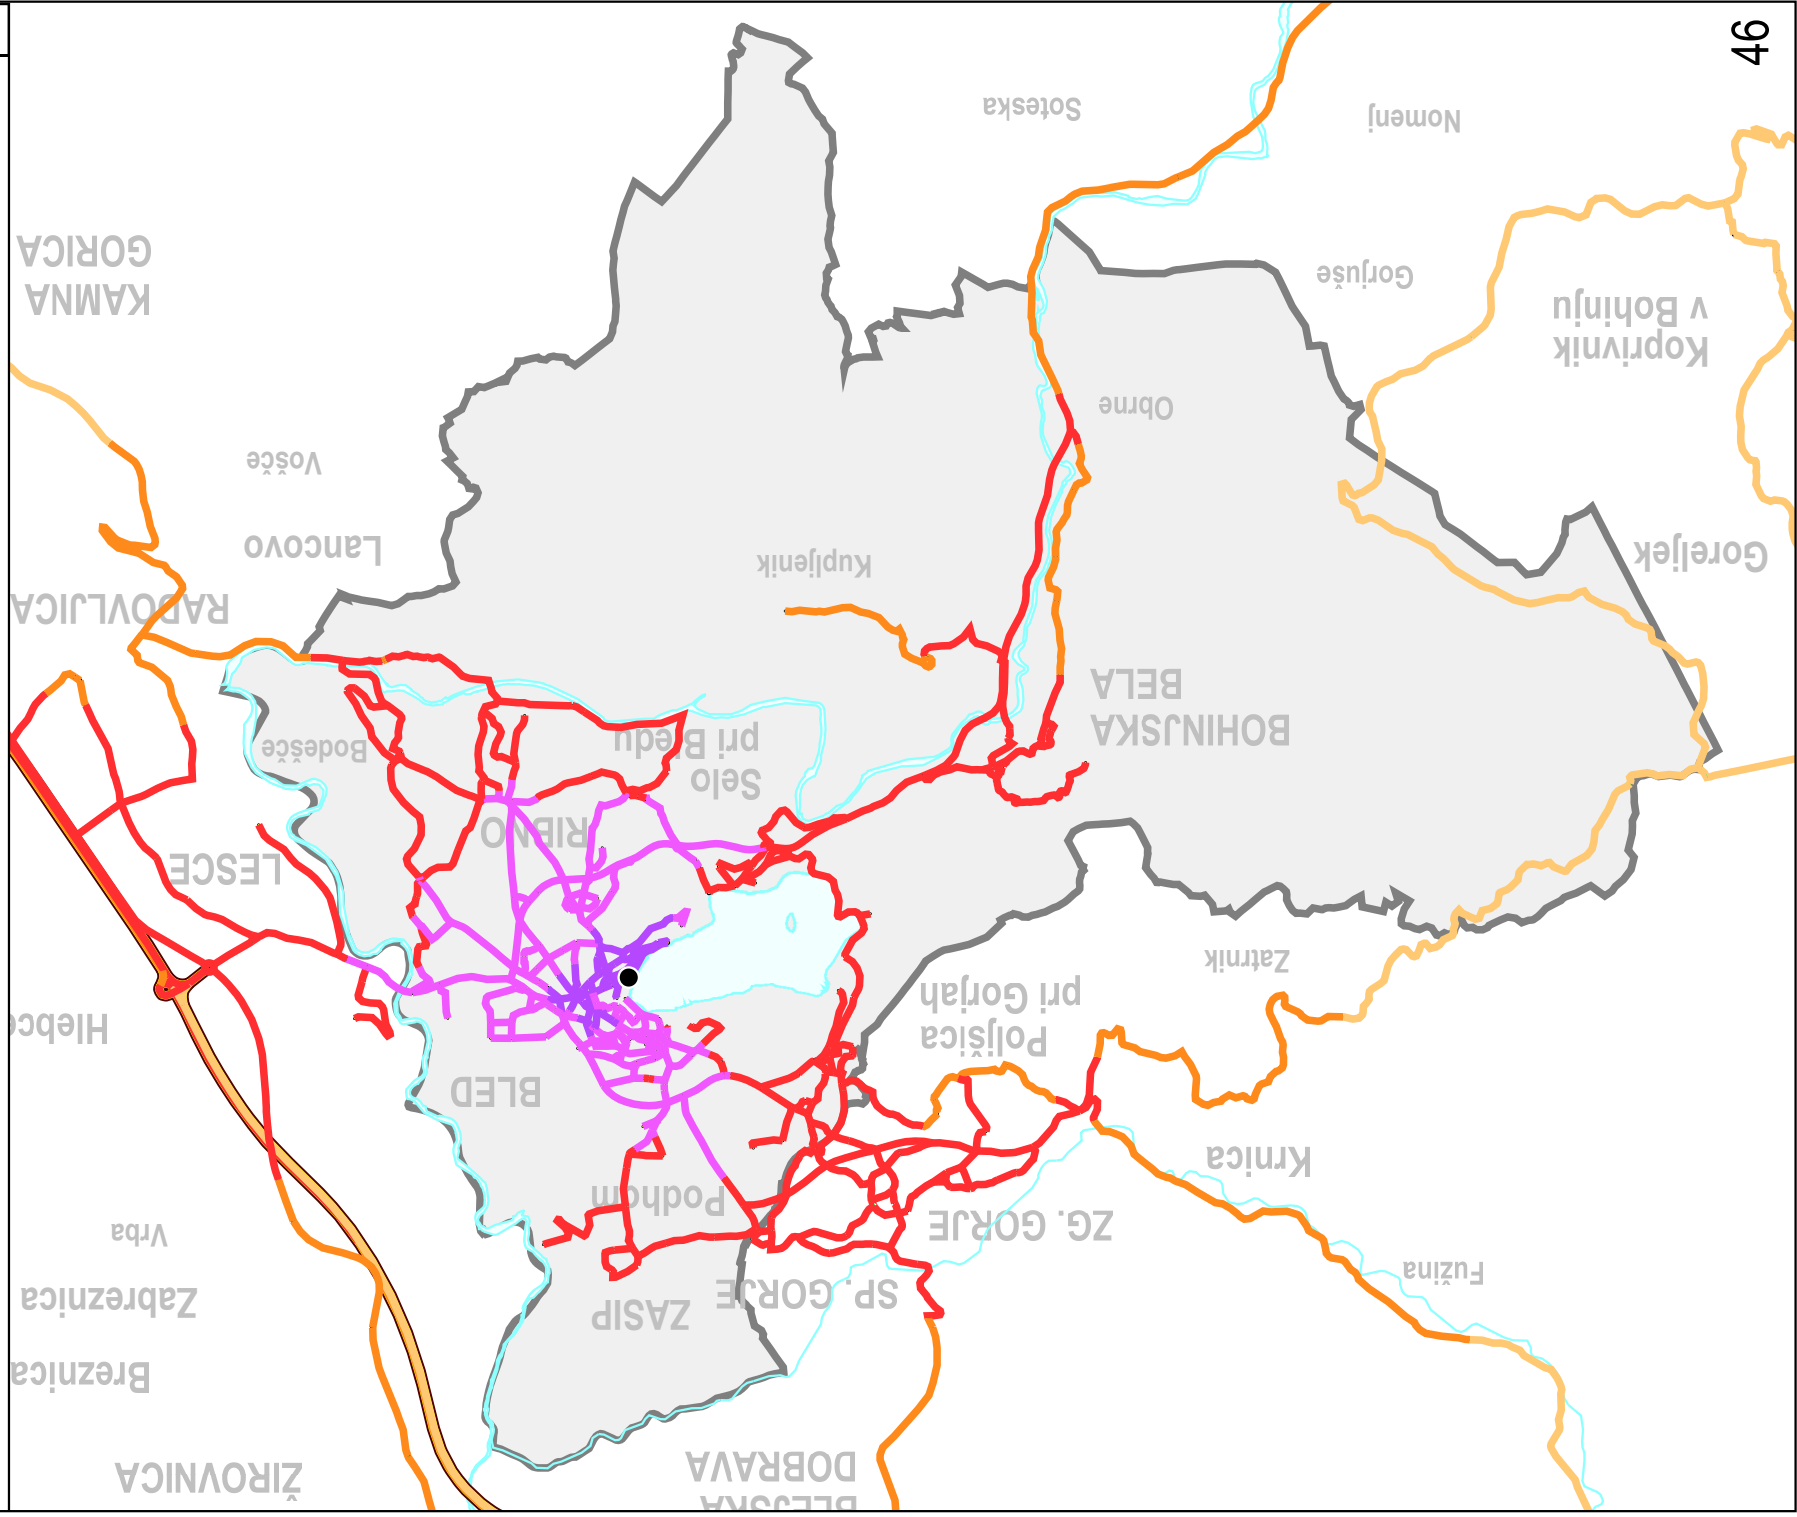 BLEJSKA
DOBRAVA
ŽIROVNICA
Breznica
ZASIP
Zabreznica
SP. GORJE
Fužina
Vrba
ZG. GORJE
Podhom
Krnica
BLED
Poljšica
pri Gorjah
Hlebce
Zatrnik
LESCE
RIBNO
Selo
pri Bledu
Bodešče
BOHINJSKA
BELA
RADOVLJICA
Kupljenik
Goreljek
Lancovo
Vošče
Obrne
Koprivnik
v Bohinju
KAMNA
GORICA
Gorjuše
Nomenj
Soteska
46